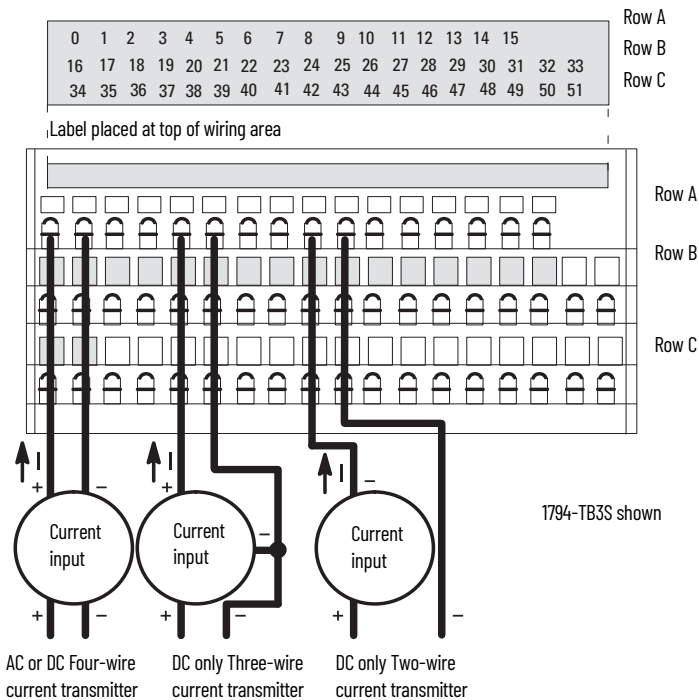 Row A
0 1 2 3 4 5 6 7 8 9 10 11 12 13 14 15
Row B
16 17 18 19 20 21 22 23 24 25 26 27 28 29 30 31 32 33
Row C
34 35 36 37 38 39 40 41 42 43 44 45 46 47 48 49 50 51
Label placed at top of wiring area
Row A
Row B
Row C
I I I
+ – + –
Current input
Current input
–
Current input
1794-TB3S shown
+ – + – + –
AC or DC Four-wire current transmitter
DC only Three-wire current transmitter
DC only Two-wire current transmitter